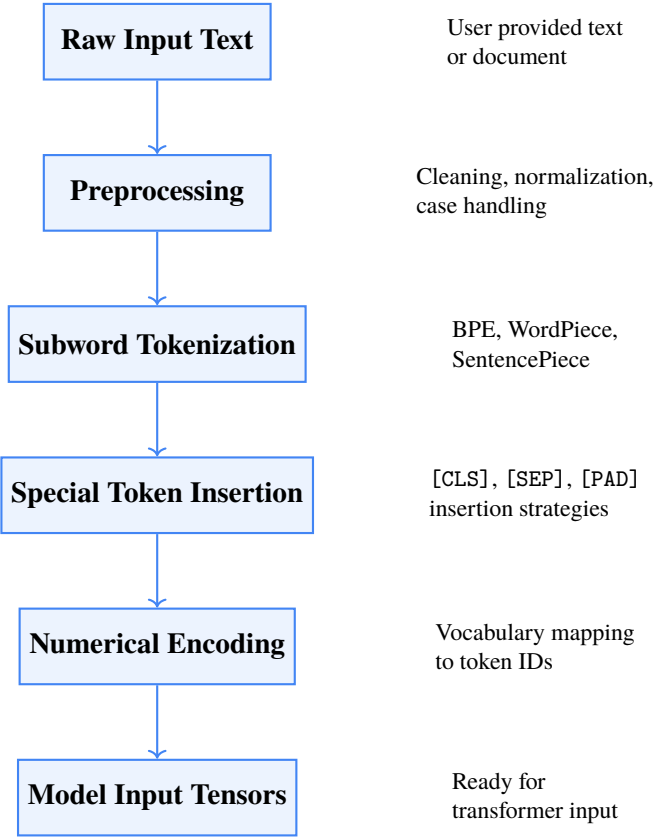 Raw Input Text
User provided text
or document
Preprocessing
Cleaning, normalization,
case handling
Subword Tokenization
BPE, WordPiece,
SentencePiece
Special Token Insertion
[CLS], [SEP], [PAD]
insertion strategies
Numerical Encoding
Vocabulary mapping
to token IDs
Model Input Tensors
Ready for
transformer input